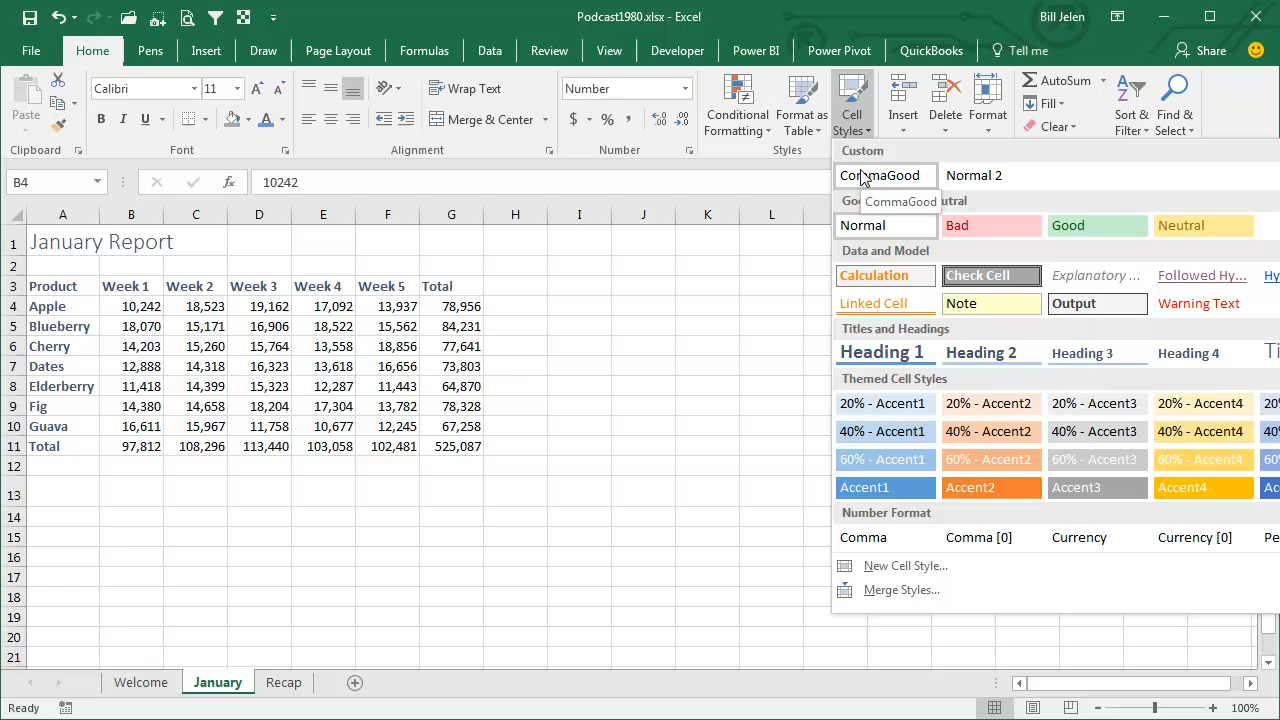 Podcast1980.xlsx - Excel
Bill Jelen
File Home Pens Insert Draw Page Layout Formulas Data Review View Developer Power BI Power Pivot QuickBooks Tell me Share
Paste
Clipboard
Calibri 11
B I U
Font
Wrap Text
Merge & Center
Alignment
Number
$ % ,
Number
Conditional Formatting
Format as Table
Cell Styles
Styles
Insert
Delete
Format
AutoSum
Fill
Clear
Sort & Filter
Find & Select
B4 fx 10242
A B C D E F G H I J K L
1 January Report
2
3 Product Week 1 Week 2 Week 3 Week 4 Week 5 Total
4 Apple 10,242 18,523 19,162 17,092 13,937 78,956
5 Blueberry 18,070 15,171 16,906 18,522 15,562 84,231
6 Cherry 14,203 15,260 15,764 13,558 18,856 77,641
7 Dates 12,888 14,318 16,323 13,618 16,656 73,803
8 Elderberry 11,418 14,399 15,323 12,287 11,443 64,870
9 Fig 14,380 14,658 18,204 17,304 13,782 78,328
10 Guava 16,611 15,967 11,758 10,677 12,245 67,258
11 Total 97,812 108,296 113,440 103,058 102,481 525,087
12
13
14
15
16
17
18
19
20
21
Custom
CommaGood Normal 2
CommaGood
Normal Bad Good Neutral
Data and Model
Calculation Check Cell Explanatory ... Followed Hy... Hy
Linked Cell Note Output Warning Text
Titles and Headings
Heading 1 Heading 2 Heading 3 Heading 4 Ti
Themed Cell Styles
20% - Accent1 20% - Accent2 20% - Accent3 20% - Accent4 20
40% - Accent1 40% - Accent2 40% - Accent3 40% - Accent4 40
60% - Accent1 60% - Accent2 60% - Accent3 60% - Accent4 60
Accent1 Accent2 Accent3 Accent4 Ac
Number Format
Comma Comma [0] Currency Currency [0] Pe
New Cell Style...
Merge Styles...
Welcome January Recap
Ready 100%